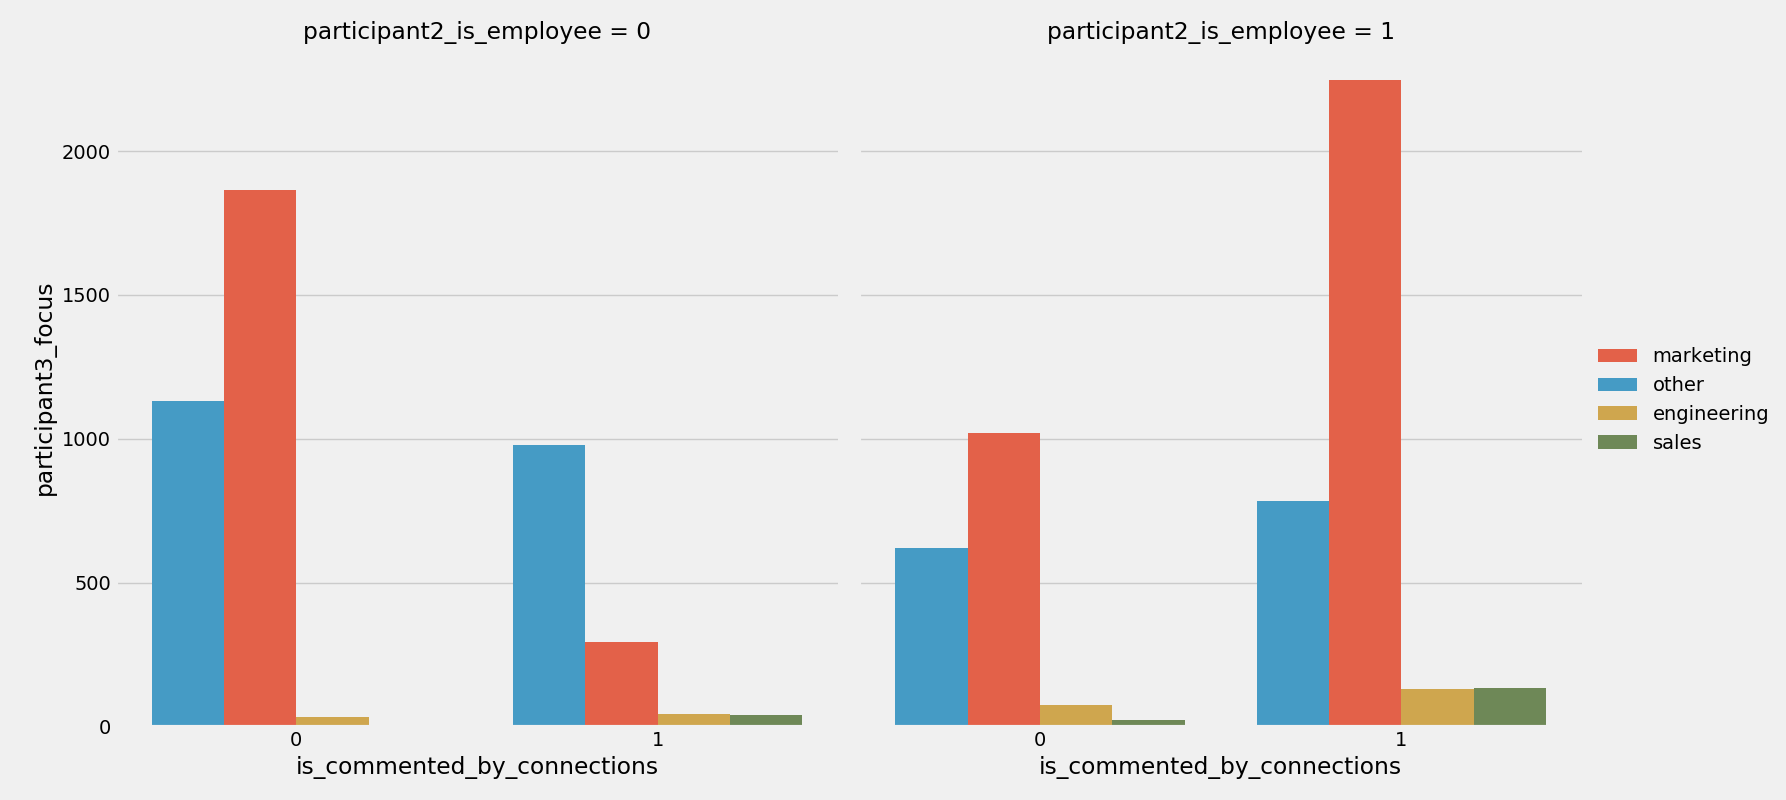 participant2_is_employee = 0
participant2_is_employee = 1
participant3_focus
2000
1500
1000
500
0
0
1
0
1
is_commented_by_connections
is_commented_by_connections
marketing
other
engineering
sales